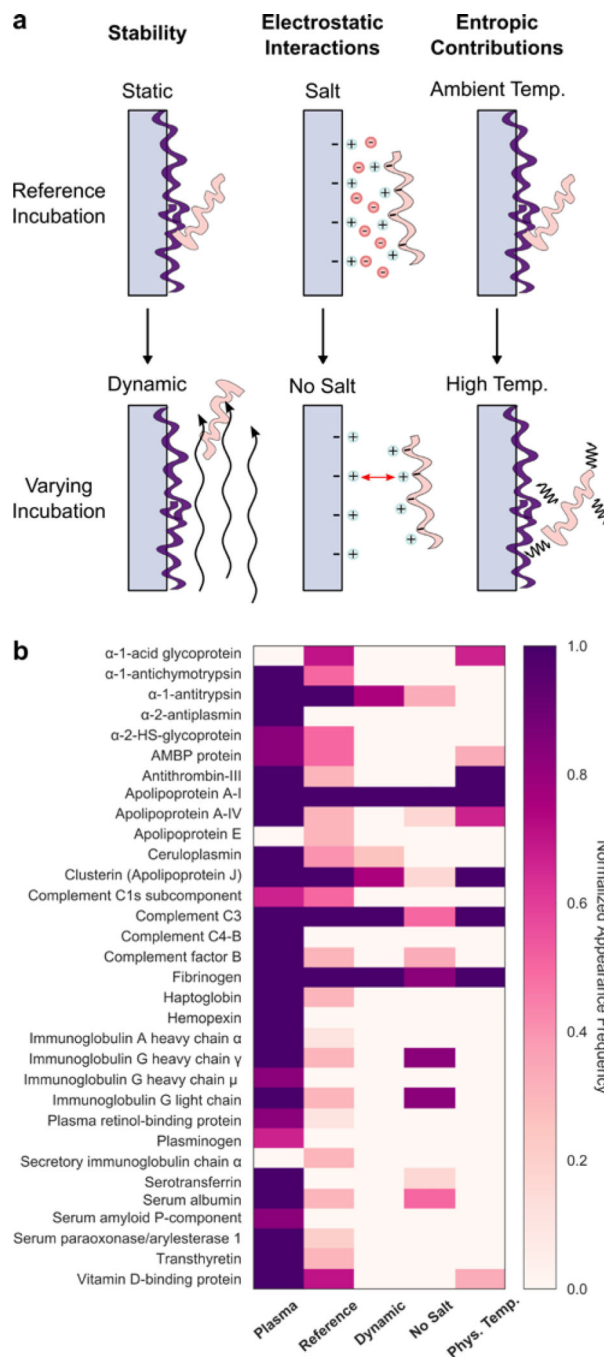 a
Stability
Electrostatic
Interactions
Entropic
Contributions
Static
Salt
Ambient Temp.
Reference
Incubation
Dynamic
No Salt
High Temp.
Varying
Incubation
b
α-1-acid glycoprotein
α-1-antichymotrypsin
α-1-antitrypsin
α-2-antiplasmin
α-2-HS-glycoprotein
AMBP protein
Antithrombin-III
Apolipoprotein A-I
Apolipoprotein A-IV
Apolipoprotein E
Ceruloplasmin
Clusterin (Apolipoprotein J)
Complement C1s subcomponent
Complement C3
Complement C4-B
Complement factor B
Fibrinogen
Haptoglobin
Hemopexin
Immunoglobulin A heavy chain α
Immunoglobulin G heavy chain γ
Immunoglobulin G heavy chain μ
Immunoglobulin G light chain
Plasma retinol-binding protein
Plasminogen
Secretory immunoglobulin chain α
Serotransferrin
Serum albumin
Serum amyloid P-component
Serum paraoxonase/arylesterase 1
Transthyretin
Vitamin D-binding protein
Plasma
Reference
Dynamic
No Salt
Phys. Temp.
1.0
0.8
0.6
0.4
0.2
0.0
Normalized Appearance Frequency